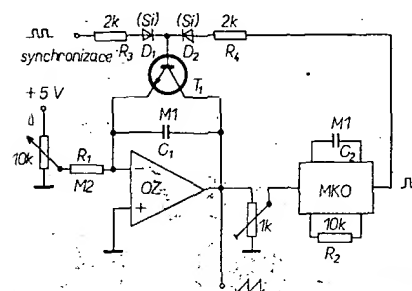 2k (Si) (Si) 2k
R3 D1 D2 R4
synchronizace
T1
+5 V
M1
C1
10k
R1
M2
OZ
−
+
1k
M1
C2
MKO
10k
R2